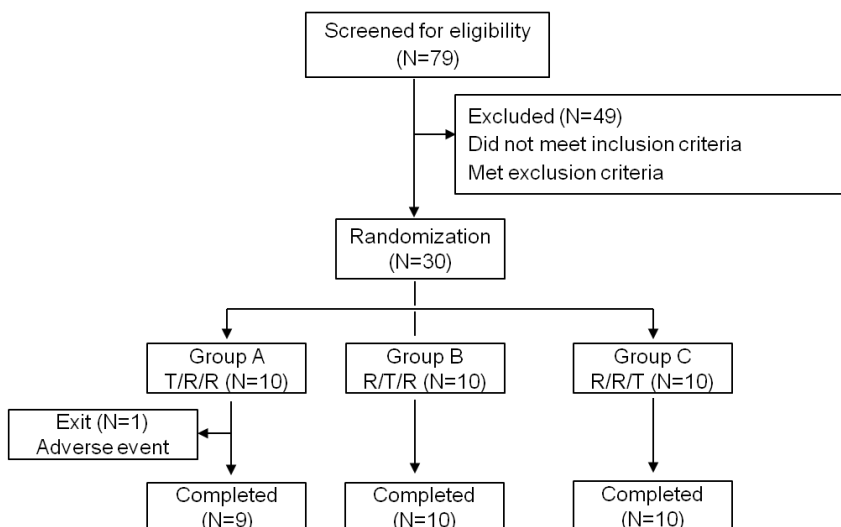 Screened for eligibility
(N=79)
Excluded (N=49)
Did not meet inclusion criteria
Met exclusion criteria
Randomization
(N=30)
Group A
T/R/R (N=10)
Group B
R/T/R (N=10)
Group C
R/R/T (N=10)
Exit (N=1)
Adverse event
Completed
(N=9)
Completed
(N=10)
Completed
(N=10)